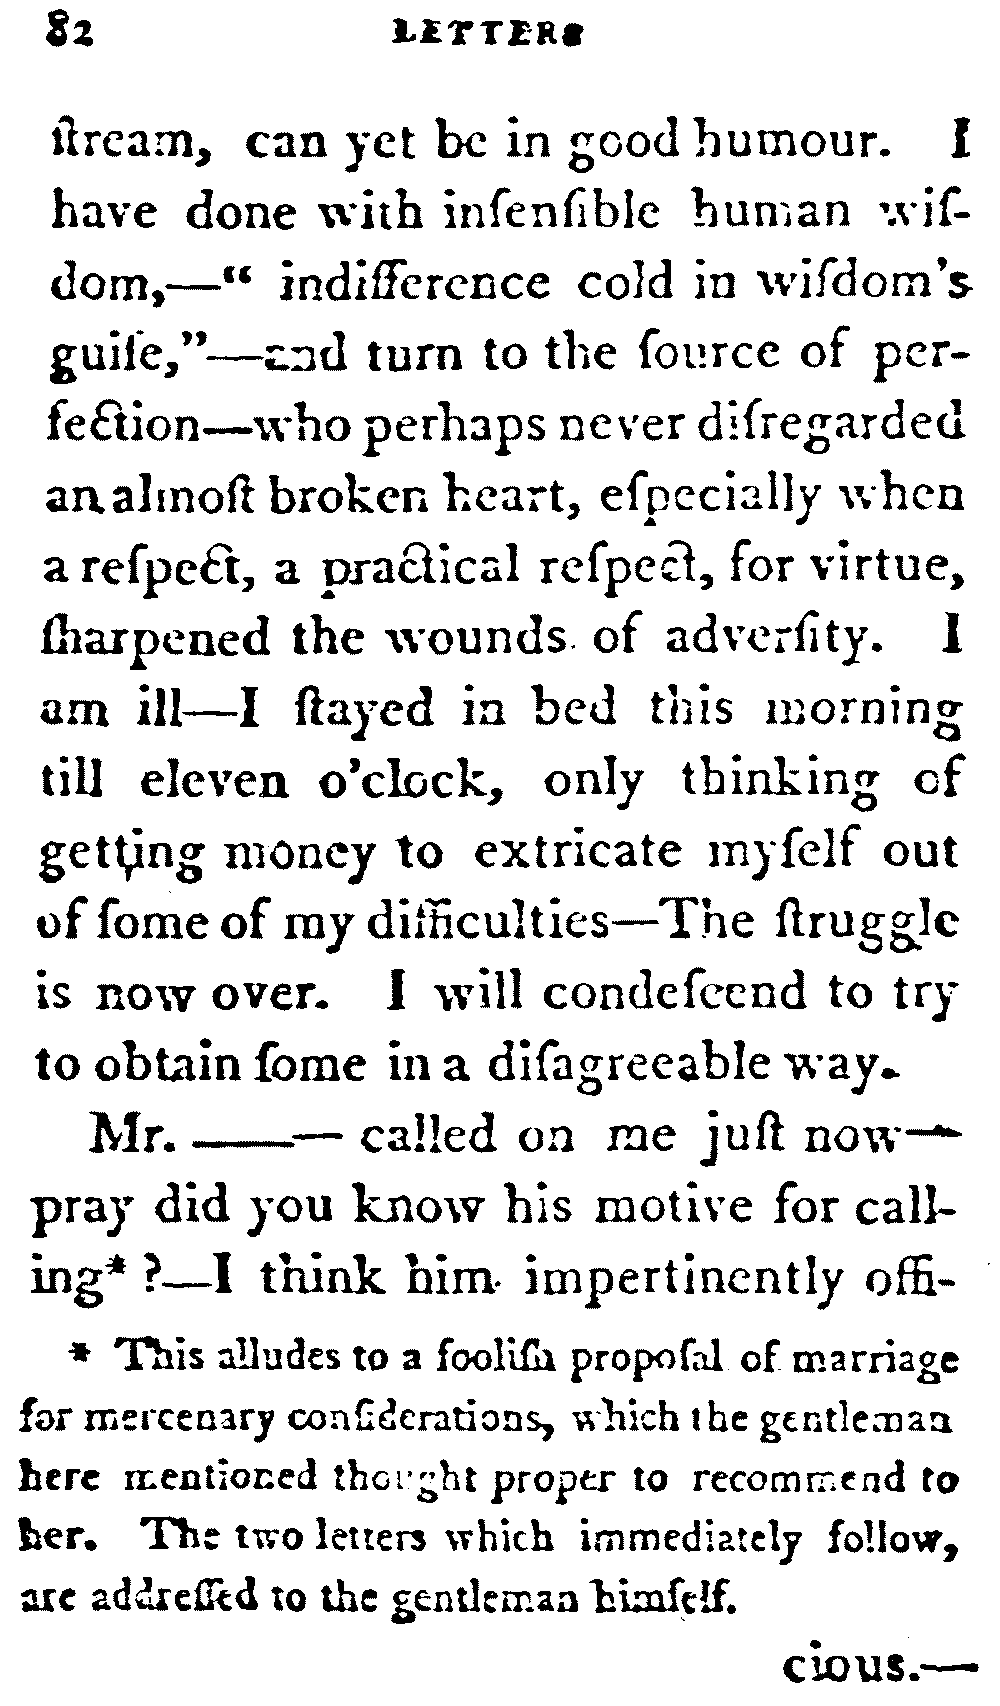 82 LETTERS
ſtream, can yet be in good humour. I
have done with inſenſible human wiſ-
dom,—“ indifference cold in wiſdom's
guiſe,”—and turn to the ſource of per-
fection—who perhaps never diſregarded
an almoſt broken heart, eſpecially when
a reſpect, a practical reſpect, for virtue,
ſharpened the wounds of adverſity. I
am ill—I ſtayed in bed this morning
till eleven o'clock, only thinking of
getting money to extricate myſelf out
of ſome of my difficulties—The ſtruggle
is now over. I will condeſcend to try
to obtain ſome in a diſagreeable way.
Mr. ——— called on me juſt now—
pray did you know his motive for call-
ing* ?—I think him impertinently offi-
* This alludes to a fooliſh propoſal of marriage
for mercenary conſiderations, which the gentleman
here mentioned thought proper to recommend to
her. The two letters which immediately follow,
are addreſſed to the gentleman himſelf.
cious.—